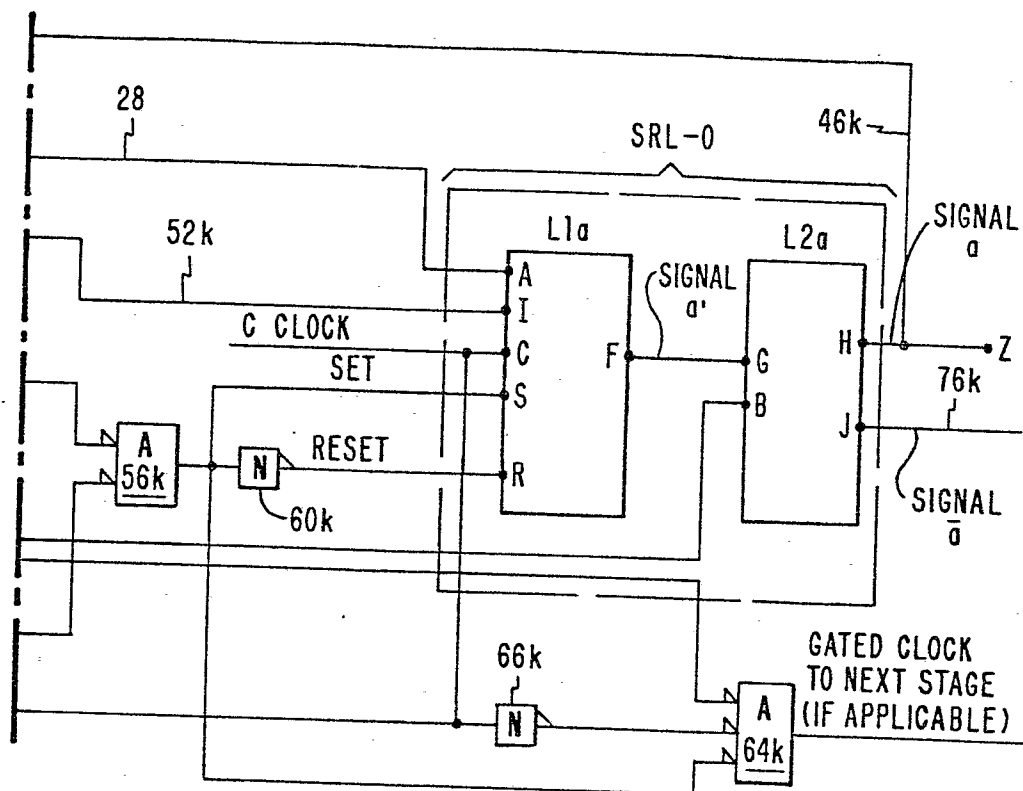 28
46k
SRL-0
SIGNAL
a
52k
L1a
L2a
SIGNAL
a'
A
I
C CLOCK
C
F
G
H
Z
SET
S
B
76k
J
A
56k
N
RESET
R
60k
SIGNAL
a̅
66k
N
GATED CLOCK
TO NEXT STAGE
(IF APPLICABLE)
A
64k